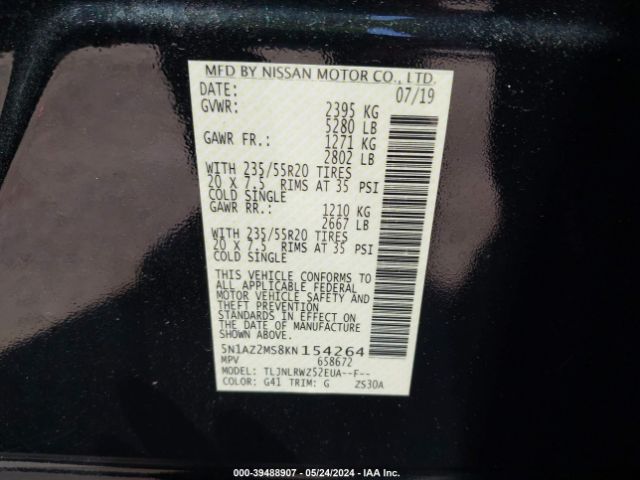 MFD BY NISSAN MOTOR CO., LTD.
DATE: 07/19
GVWR: 2395 KG
5280 LB
GAWR FR.: 1271 KG
2802 LB
WITH 235/55R20 TIRES
20 X 7.5 RIMS AT 35 PSI
COLD SINGLE
GAWR RR.: 1210 KG
2667 LB
WITH 235/55R20 TIRES
20 X 7.5 RIMS AT 35 PSI
COLD SINGLE
THIS VEHICLE CONFORMS TO
ALL APPLICABLE FEDERAL
MOTOR VEHICLE SAFETY AND
THEFT PREVENTION
STANDARDS IN EFFECT ON
THE DATE OF MANUFACTURE
SHOWN ABOVE.
5N1AZ2MS8KN154264
MPV 658672
MODEL: TLJNLRWZ52EUA--F--
COLOR: G41 TRIM: G ZS30A
000-39488907 - 05/24/2024 - IAA Inc.